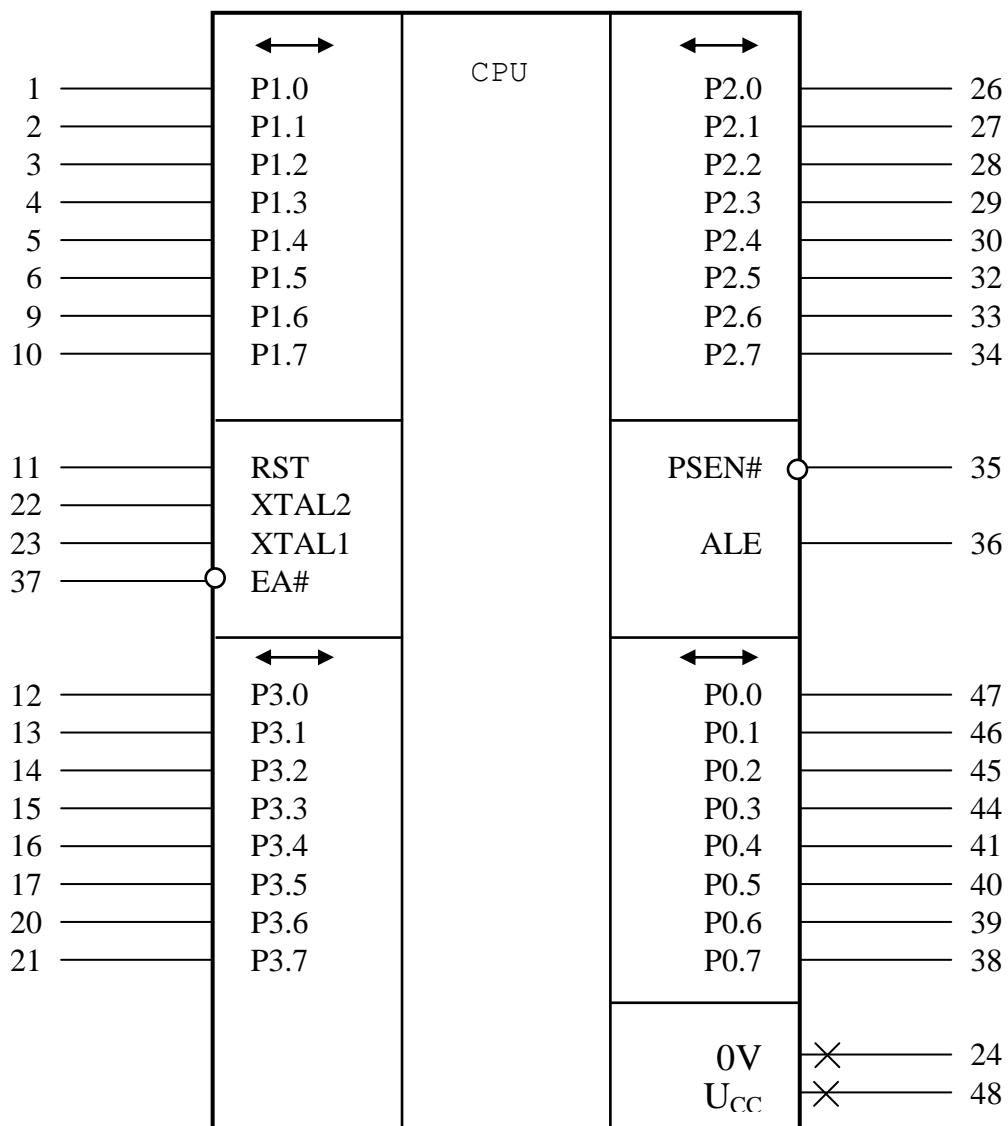 CPU
1 P1.0 P2.0 26
2 P1.1 P2.1 27
3 P1.2 P2.2 28
4 P1.3 P2.3 29
5 P1.4 P2.4 30
6 P1.5 P2.5 32
9 P1.6 P2.6 33
10 P1.7 P2.7 34
11 RST PSEN# 35
22 XTAL2
23 XTAL1 ALE 36
37 EA#
12 P3.0 P0.0 47
13 P3.1 P0.1 46
14 P3.2 P0.2 45
15 P3.3 P0.3 44
16 P3.4 P0.4 41
17 P3.5 P0.5 40
20 P3.6 P0.6 39
21 P3.7 P0.7 38
0V 24
UCC 48